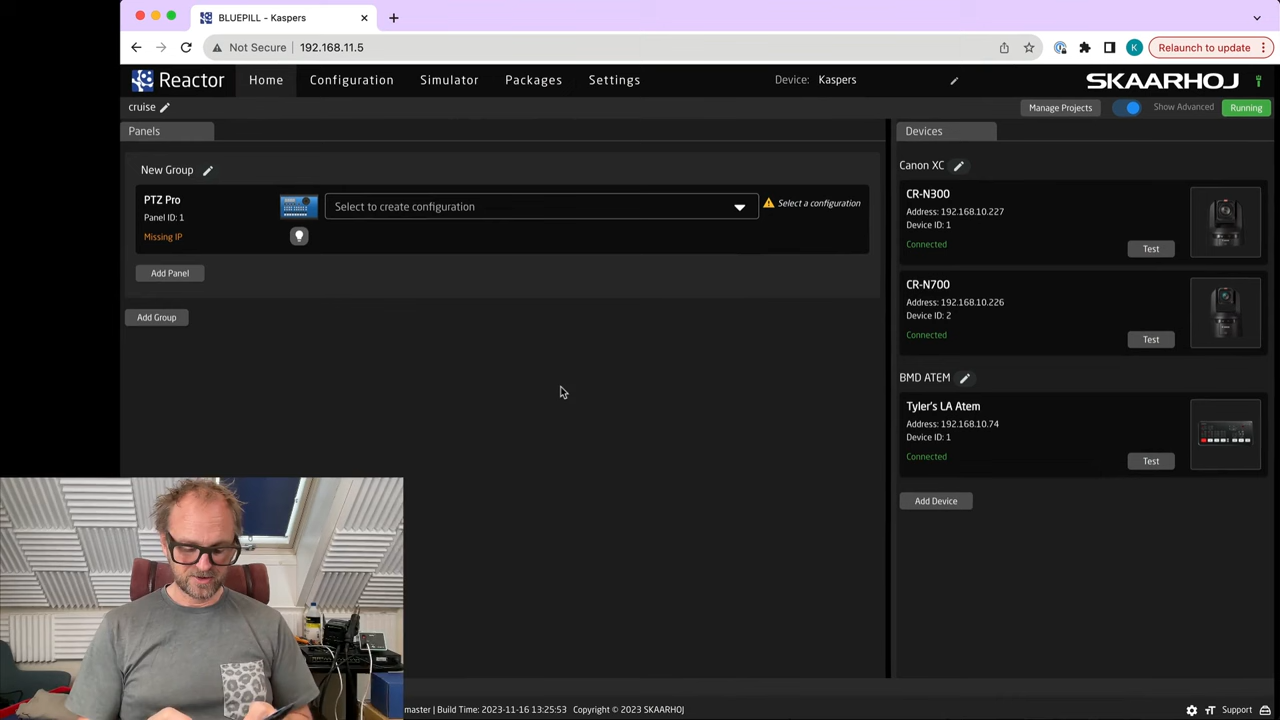 BLUEPILL - Kaspers
Not Secure
192.168.11.5
K
Relaunch to update
Reactor
Home
Configuration
Simulator
Packages
Settings
Device: Kaspers
SKAARHOJ
cruise
Manage Projects
Show Advanced
Running
Panels
New Group
PTZ Pro
Panel ID: 1
Missing IP
Select to create configuration
Select a configuration
Add Panel
Add Group
Devices
Canon XC
CR-N300
Address: 192.168.10.227
Device ID: 1
Connected
Test
CR-N700
Address: 192.168.10.226
Device ID: 2
Connected
Test
BMD ATEM
Tyler's LA Atem
Address: 192.168.10.74
Device ID: 1
Connected
Test
Add Device
master | Build Time: 2023-11-16 13:25:53 Copyright © 2023 SKAARHOJ
Support